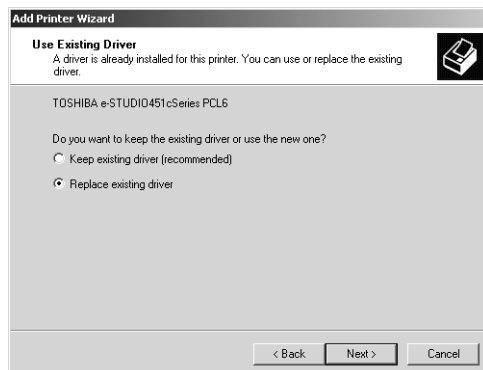 Add Printer Wizard
Use Existing Driver
A driver is already installed for this printer. You can use or replace the existing
driver.
TOSHIBA e-STUDIO451cSeries PCL6
Do you want to keep the existing driver or use the new one?
Keep existing driver (recommended)
Replace existing driver
< Back Next > Cancel